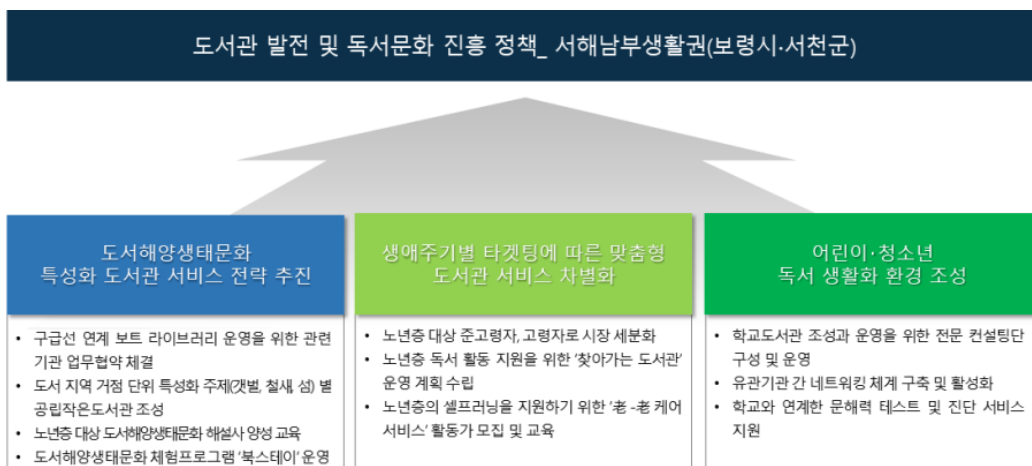 도서관 발전 및 독서문화 진흥 정책_ 서해남부생활권(보령시·서천군)
도서해양생태문화
특성화 도서관 서비스 전략 추진
• 구급선 연계 보트 라이브러리 운영을 위한 관련
기관 업무협약 체결
• 도서 지역 거점 단위 특성화 주제(갯벌, 철새, 섬) 별
공립작은도서관 조성
• 노년층 대상 도서해양생태문화 해설사 양성 교육
• 도서해양생태문화 체험프로그램 '북스테이' 운영
생애주기별 타겟팅에 따른 맞춤형
도서관 서비스 차별화
• 노년층 대상 준고령자, 고령자로 시장 세분화
• 노년층 독서 활동 지원을 위한 '찾아가는 도서관'
운영 계획 수립
• 노년층의 셀프러닝을 지원하기 위한 '老 -老 케어
서비스' 활동가 모집 및 교육
어린이·청소년
독서 생활화 환경 조성
• 학교도서관 조성과 운영을 위한 전문 컨설팅단
구성 및 운영
• 유관기관 간 네트워킹 체계 구축 및 활성화
• 학교와 연계한 문해력 테스트 및 진단 서비스
지원